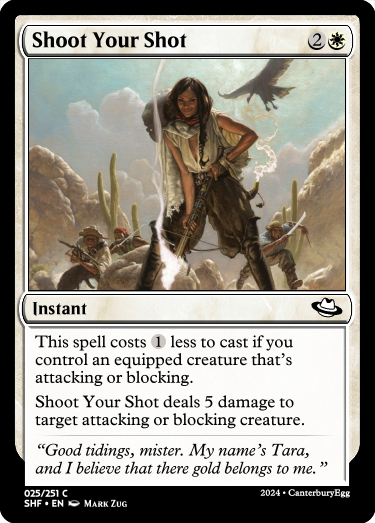 Shoot Your Shot 2
Instant
This spell costs 1 less to cast if you
control an equipped creature that's
attacking or blocking.
Shoot Your Shot deals 5 damage to
target attacking or blocking creature.
"Good tidings, mister. My name's Tara,
and I believe that there gold belongs to me."
025/251 C
SHF • EN Mark Zug
2024 • CanterburyEgg